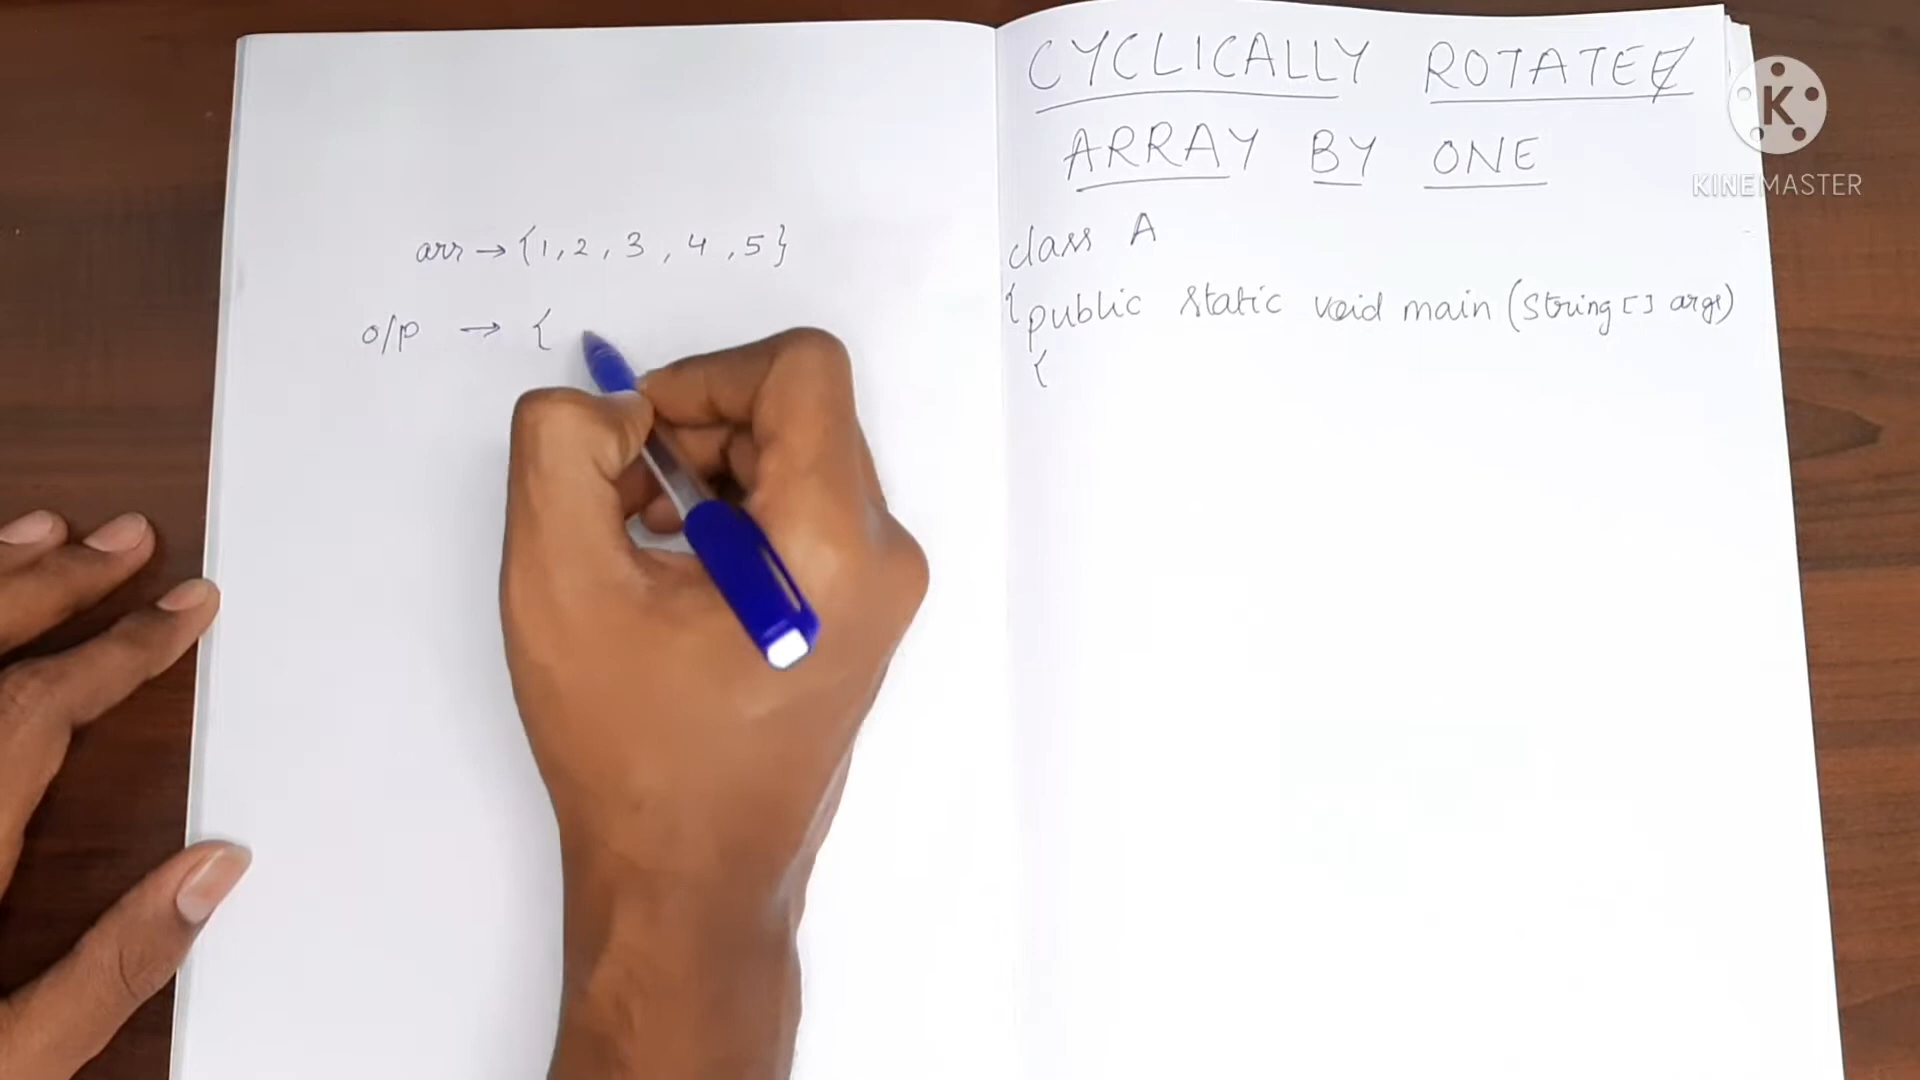 arr → {1, 2, 3, 4, 5}
o/p → {
CYCLICALLY ROTATE
ARRAY BY ONE
class A
{ public static void main (String [] args)
{
K
KINEMASTER